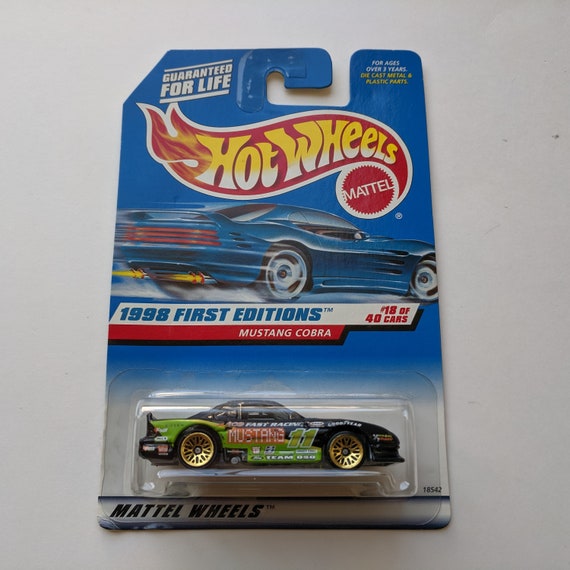 GUARANTEED
FOR LIFE
FOR AGES
OVER 3 YEARS.
DIE CAST METAL &
PLASTIC PARTS.
HOT WHEELS
MATTEL
®
1998 FIRST EDITIONS™
#18 OF
40 CARS
MUSTANG COBRA
FAST RACING
GOODYEAR
MUSTANG
11
TEAM
18542
MATTEL WHEELS™